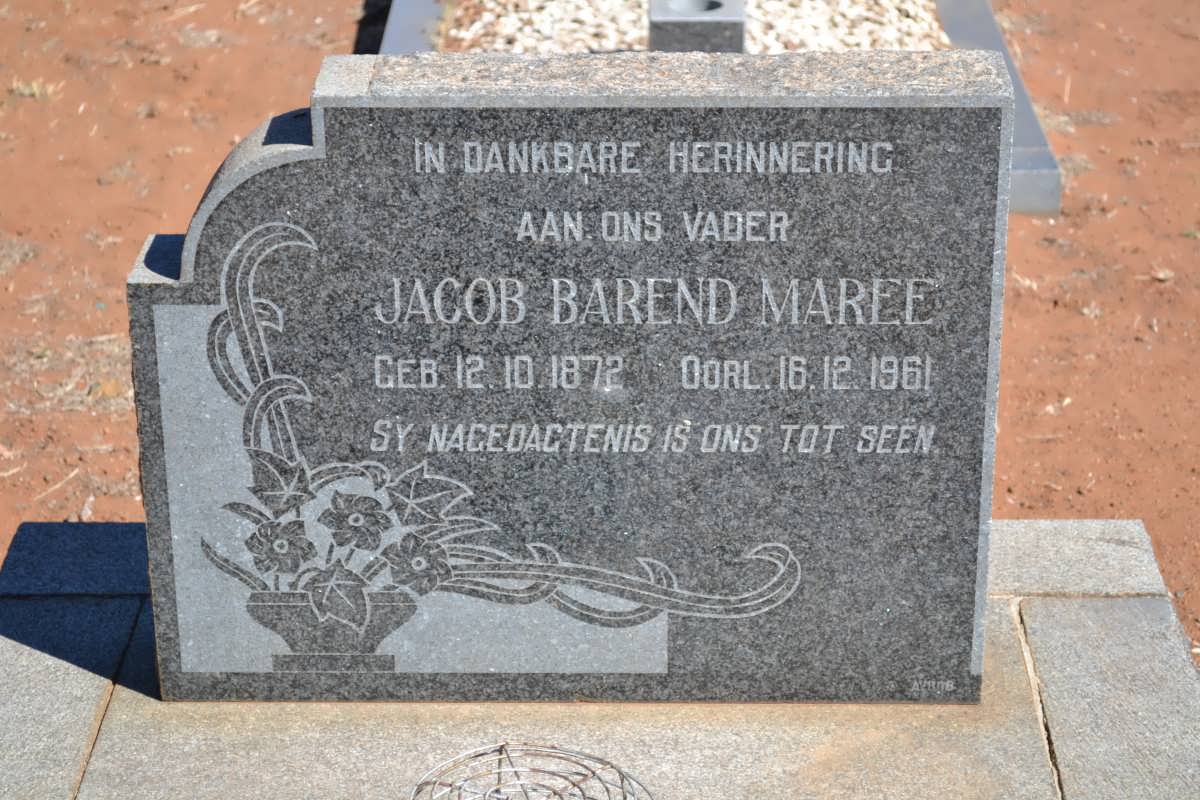 IN DANKBARE HERINNERING
AAN ONS VADER
JACOB BAREND MAREE
GEB. 12.10.1872 OORL. 16.12.1961
SY NAGEDAGTENIS IS ONS TOT SEËN.